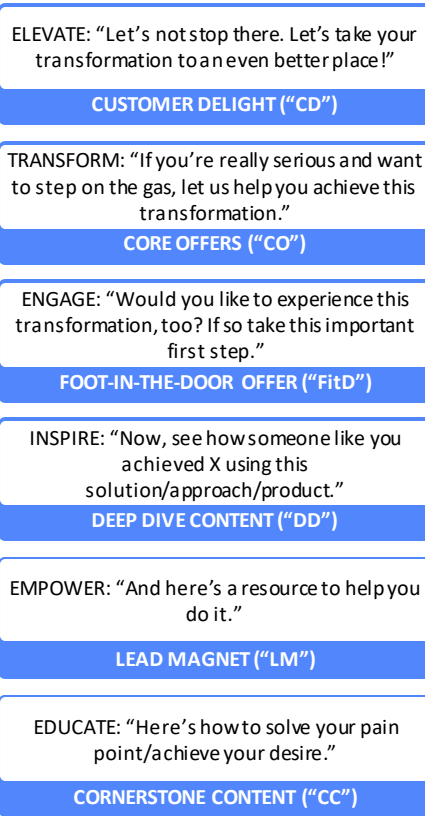 ELEVATE: “Let’s not stop there. Let’s take your
transformation to an even better place!”
CUSTOMER DELIGHT (“CD”)
TRANSFORM: “If you’re really serious and want
to step on the gas, let us help you achieve this
transformation.”
CORE OFFERS (“CO”)
ENGAGE: “Would you like to experience this
transformation, too? If so take this important
first step.”
FOOT-IN-THE-DOOR OFFER (“FitD”)
INSPIRE: “Now, see how someone like you
achieved X using this
solution/approach/product.”
DEEP DIVE CONTENT (“DD”)
EMPOWER: “And here’s a resource to help you
do it.”
LEAD MAGNET (“LM”)
EDUCATE: “Here’s how to solve your pain
point/achieve your desire.”
CORNERSTONE CONTENT (“CC”)